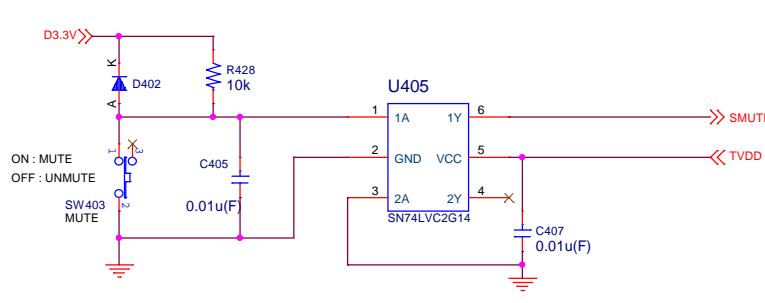 D3.3V
K
D402
A
R428
10k
U405
1
1A
1Y
6
SMUTE
ON : MUTE
OFF : UNMUTE
1
3
C405
2
GND
VCC
5
TVDD
3
2A
2Y
4
SW403
MUTE
2
0.01u(F)
SN74LVC2G14
C407
0.01u(F)